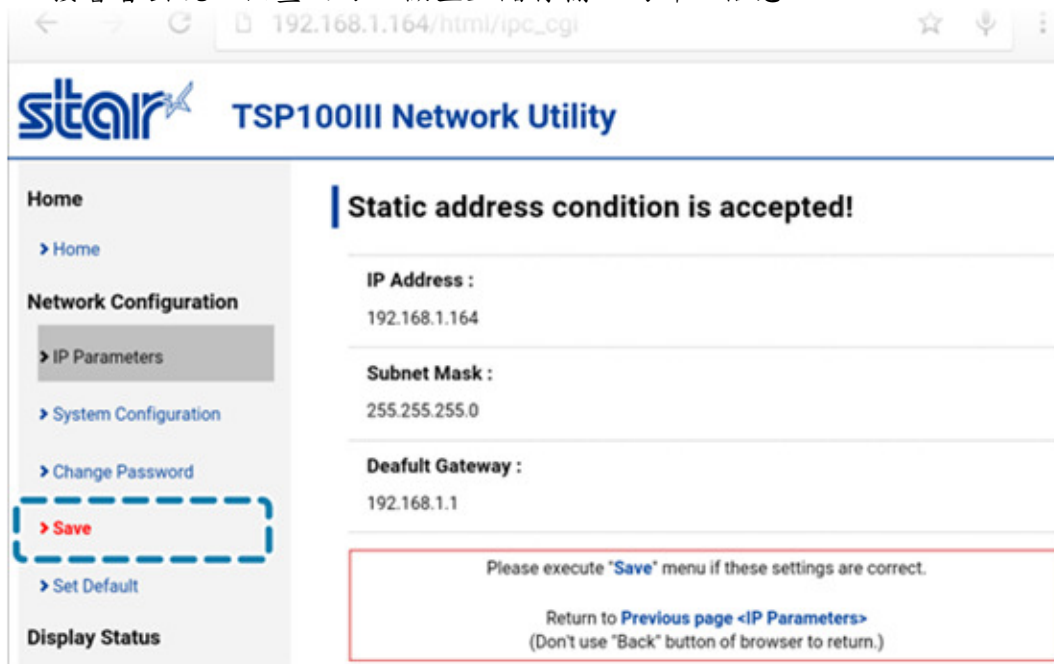 192.168.1.164/html/ipc_cgi
star
TSP100III Network Utility
Home
Home
Network Configuration
IP Parameters
System Configuration
Change Password
Save
Set Default
Display Status
Static address condition is accepted!
IP Address :
192.168.1.164
Subnet Mask :
255.255.255.0
Deafult Gateway :
192.168.1.1
Please execute "Save" menu if these settings are correct.
Return to Previous page <IP Parameters>
(Don't use "Back" button of browser to return.)